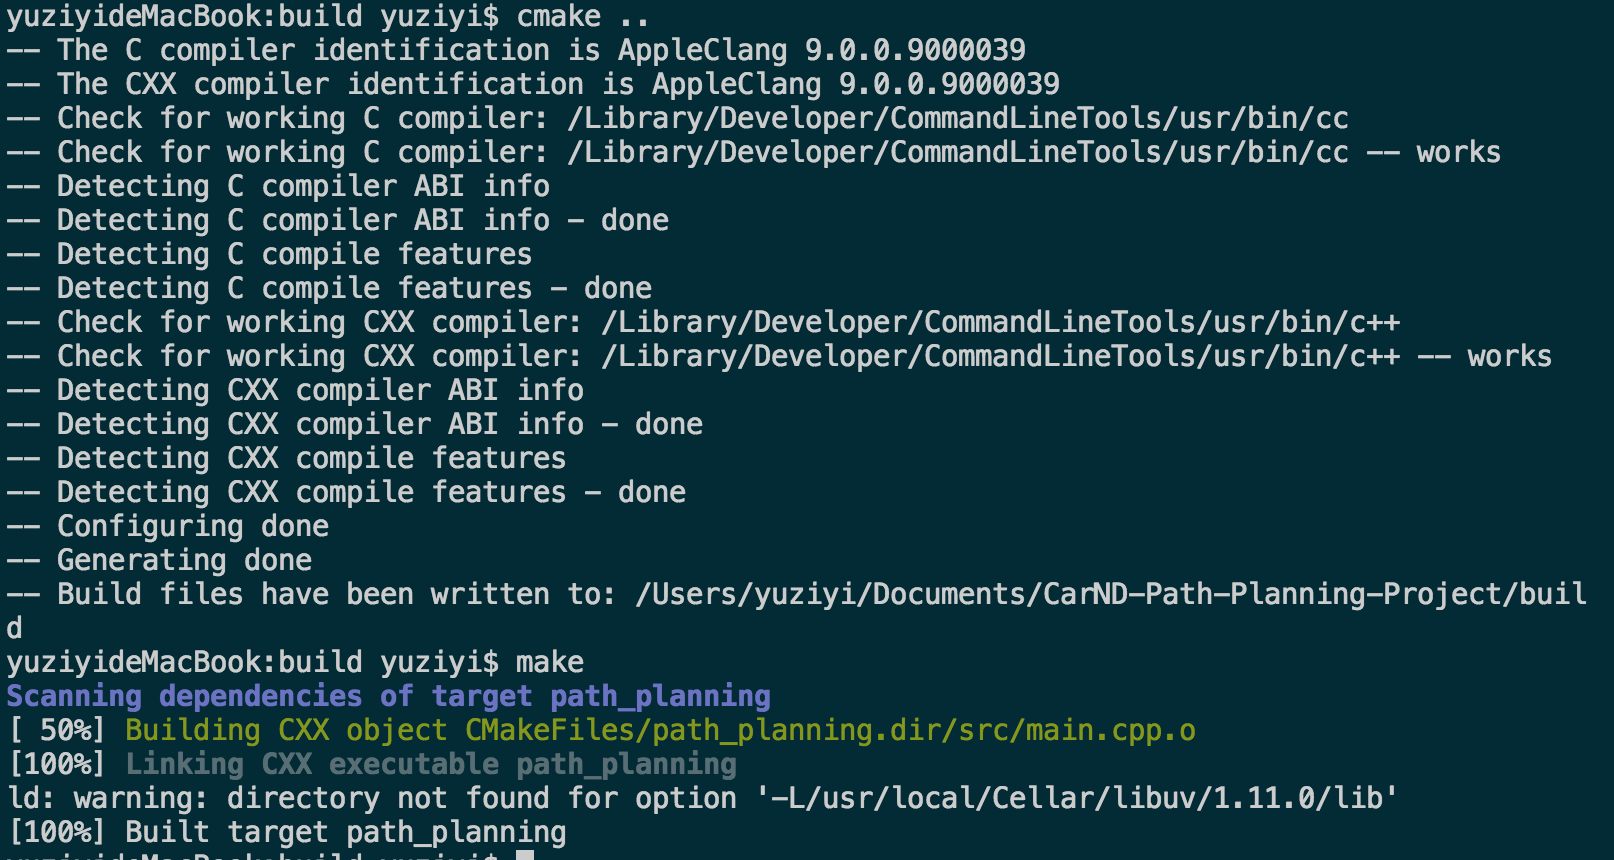 yuziyideMacBook:build yuziyi$ cmake ..
-- The C compiler identification is AppleClang 9.0.0.9000039
-- The CXX compiler identification is AppleClang 9.0.0.9000039
-- Check for working C compiler: /Library/Developer/CommandLineTools/usr/bin/cc
-- Check for working C compiler: /Library/Developer/CommandLineTools/usr/bin/cc -- works
-- Detecting C compiler ABI info
-- Detecting C compiler ABI info - done
-- Detecting C compile features
-- Detecting C compile features - done
-- Check for working CXX compiler: /Library/Developer/CommandLineTools/usr/bin/c++
-- Check for working CXX compiler: /Library/Developer/CommandLineTools/usr/bin/c++ -- works
-- Detecting CXX compiler ABI info
-- Detecting CXX compiler ABI info - done
-- Detecting CXX compile features
-- Detecting CXX compile features - done
-- Configuring done
-- Generating done
-- Build files have been written to: /Users/yuziyi/Documents/CarND-Path-Planning-Project/buil
d
yuziyideMacBook:build yuziyi$ make
Scanning dependencies of target path_planning
[ 50%] Building CXX object CMakeFiles/path_planning.dir/src/main.cpp.o
[100%] Linking CXX executable path_planning
ld: warning: directory not found for option '-L/usr/local/Cellar/libuv/1.11.0/lib'
[100%] Built target path_planning
yuziyideMacBook:build yuziyi$